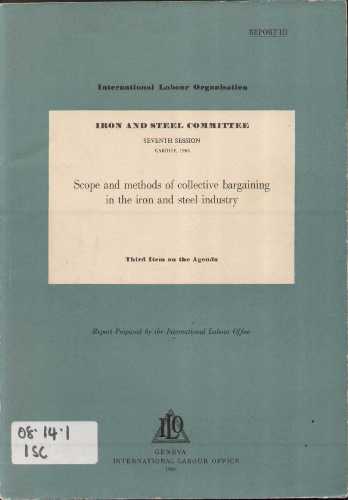 REPORT III
International Labour Organisation
IRON AND STEEL COMMITTEE
SEVENTH SESSION
CARDIFF, 1963
Scope and methods of collective bargaining
in the iron and steel industry
Third Item on the Agenda
Report Prepared by the International Labour Office
08·14·1
ISC
ILO
GENEVA
INTERNATIONAL LABOUR OFFICE